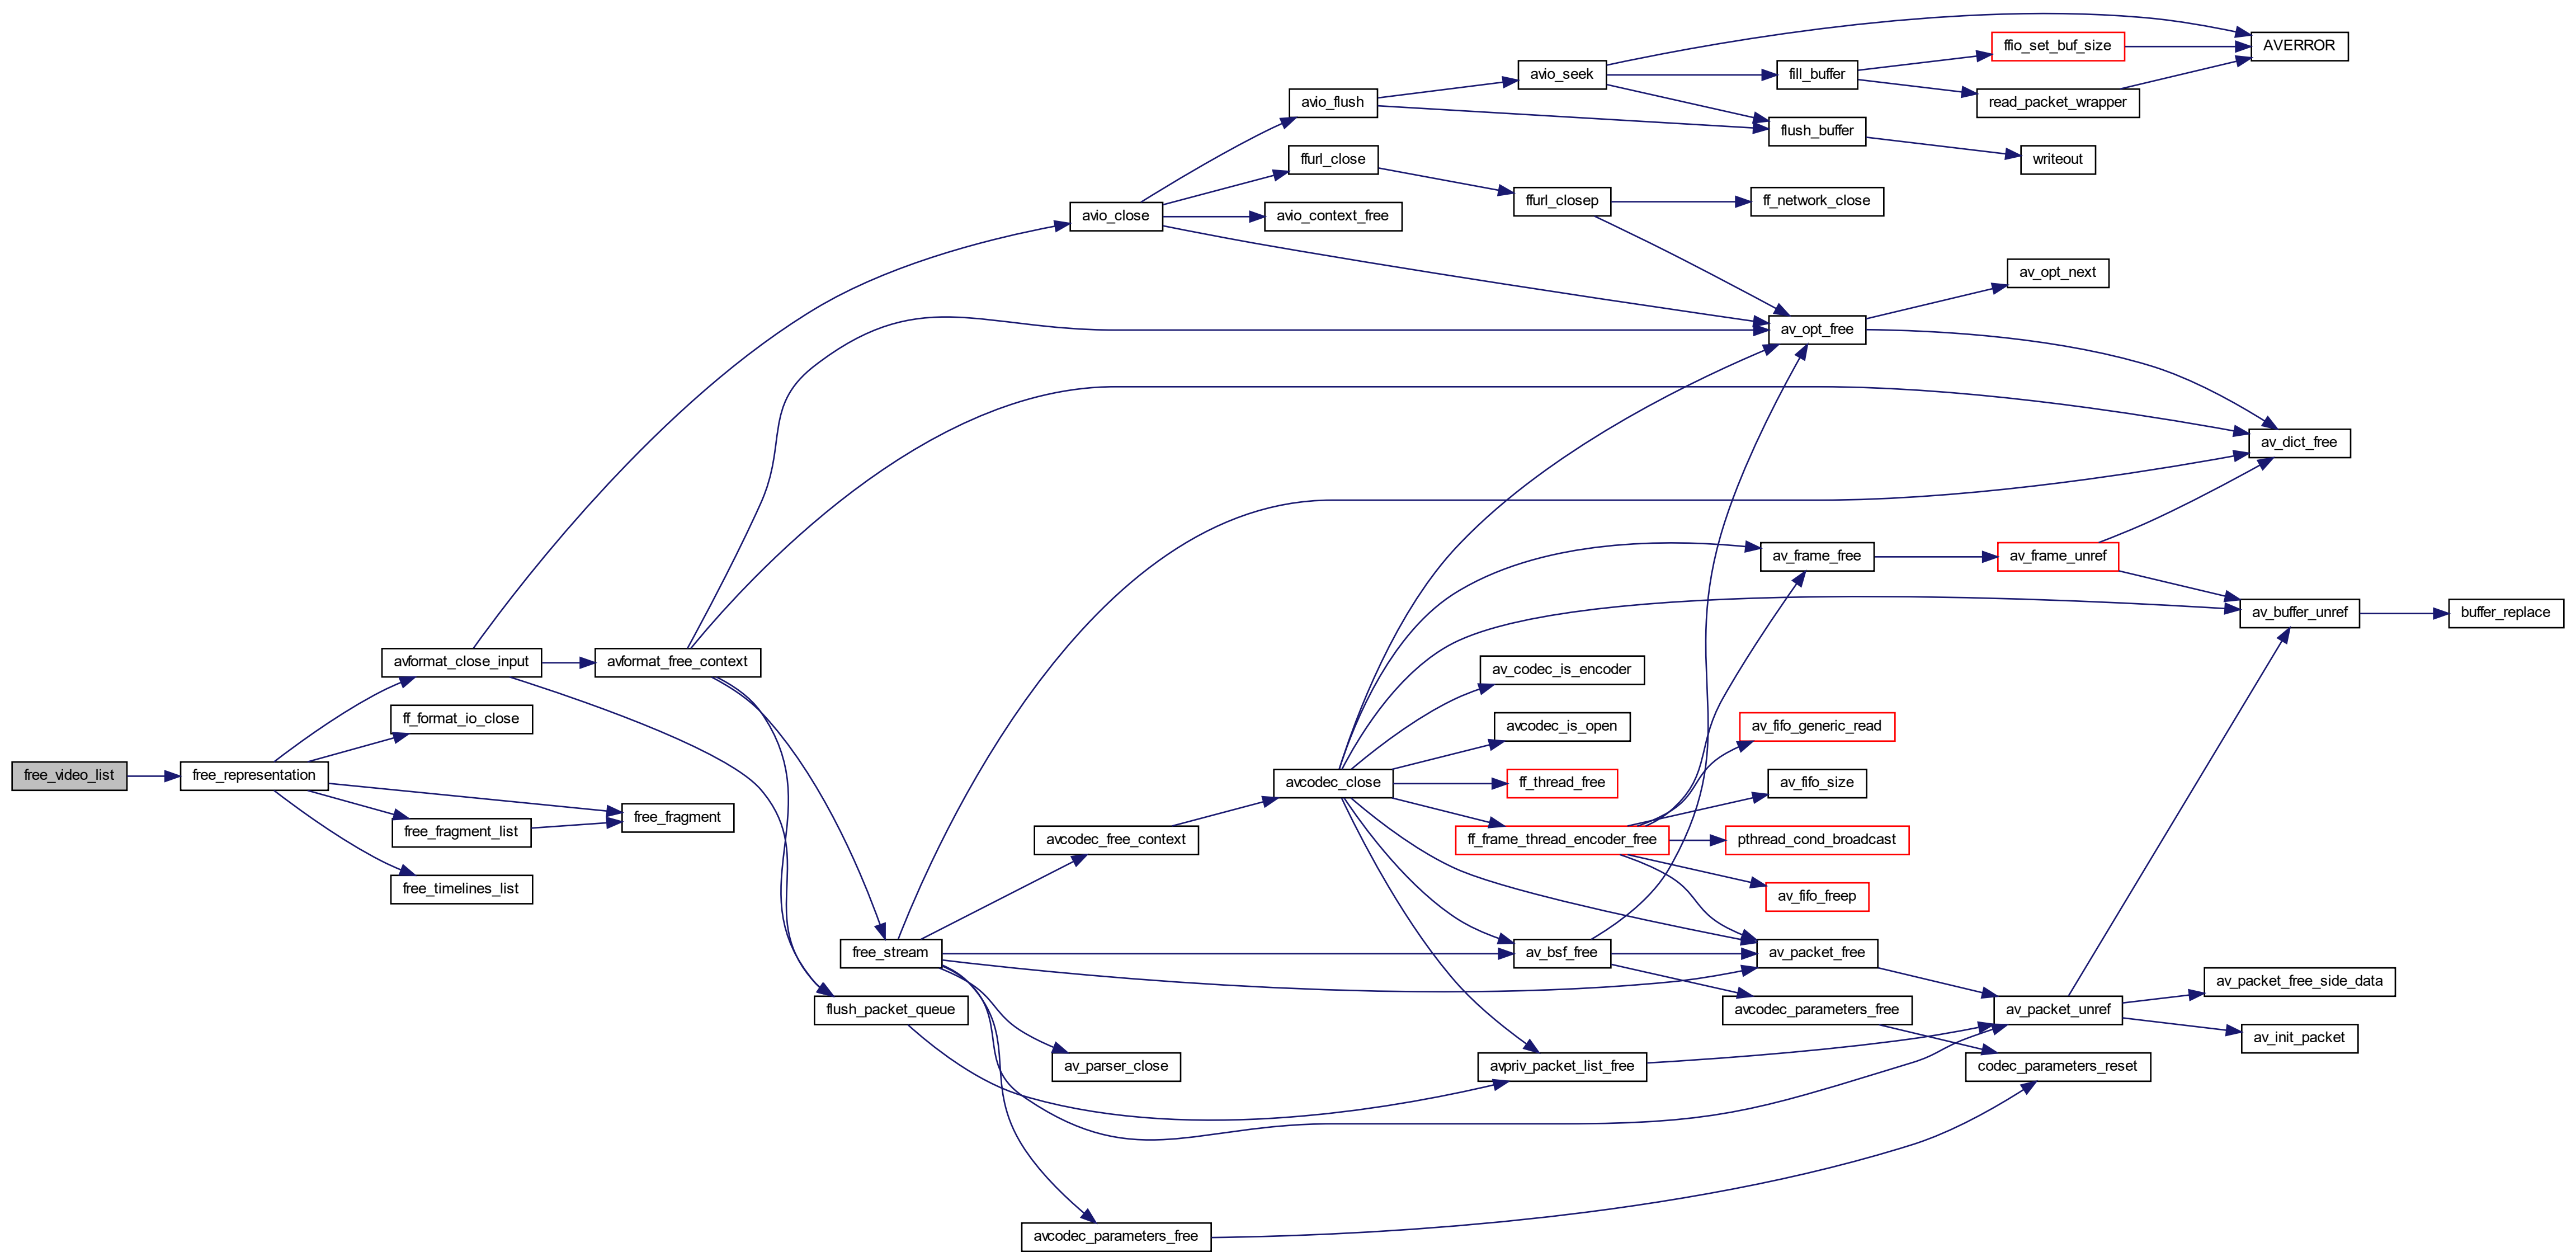 free_video_list
free_representation
avformat_close_input
ff_format_io_close
free_fragment_list
free_timelines_list
avformat_free_context
free_fragment
free_stream
flush_packet_queue
avio_close
avcodec_free_context
av_parser_close
avcodec_parameters_free
avio_flush
ffurl_close
avio_context_free
avcodec_close
avio_seek
ffurl_closep
av_codec_is_encoder
avcodec_is_open
ff_thread_free
ff_frame_thread_encoder_free
av_bsf_free
avpriv_packet_list_free
fill_buffer
flush_buffer
ff_network_close
av_opt_free
av_frame_free
av_fifo_generic_read
av_fifo_size
pthread_cond_broadcast
av_fifo_freep
av_packet_free
avcodec_parameters_free
ffio_set_buf_size
read_packet_wrapper
writeout
av_opt_next
av_frame_unref
av_packet_unref
codec_parameters_reset
AVERROR
av_dict_free
av_buffer_unref
av_packet_free_side_data
av_init_packet
buffer_replace